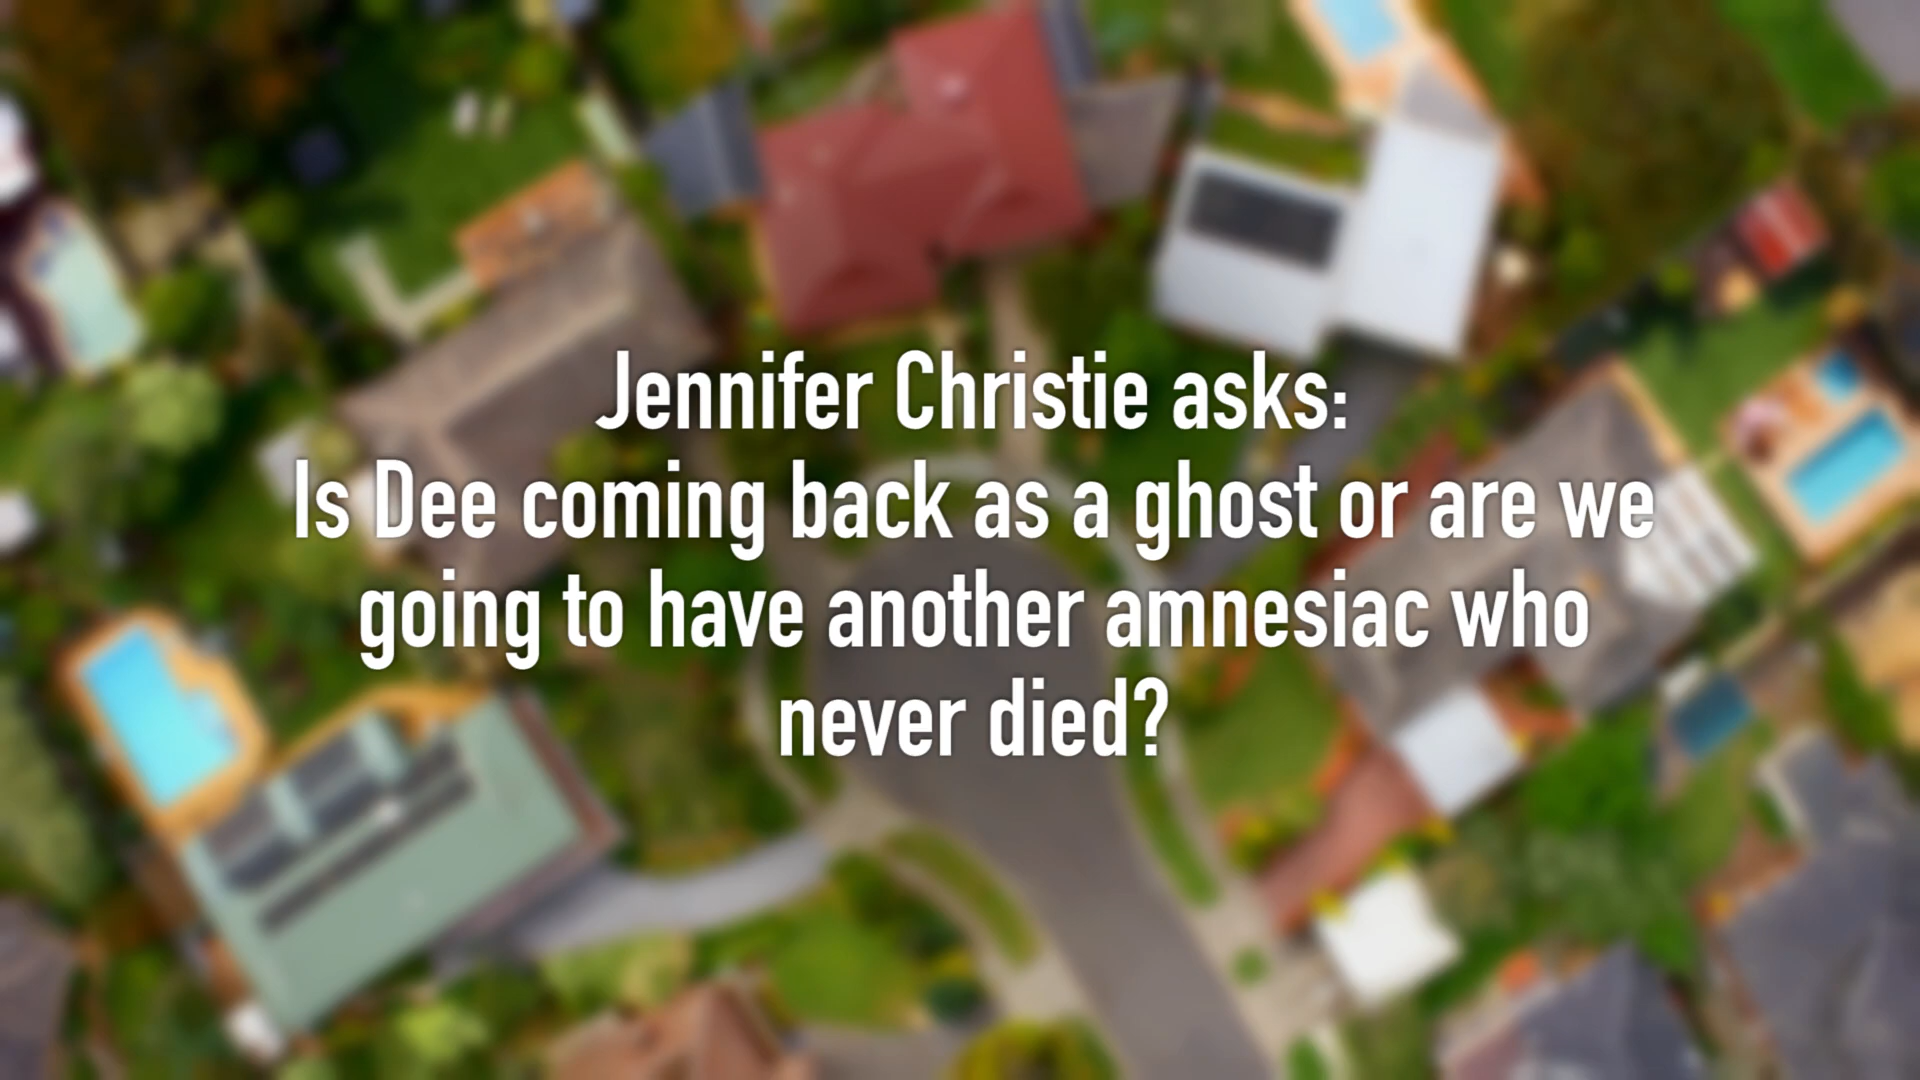 Jennifer Christie asks:
Is Dee coming back as a ghost or are we
going to have another amnesiac who
never died?